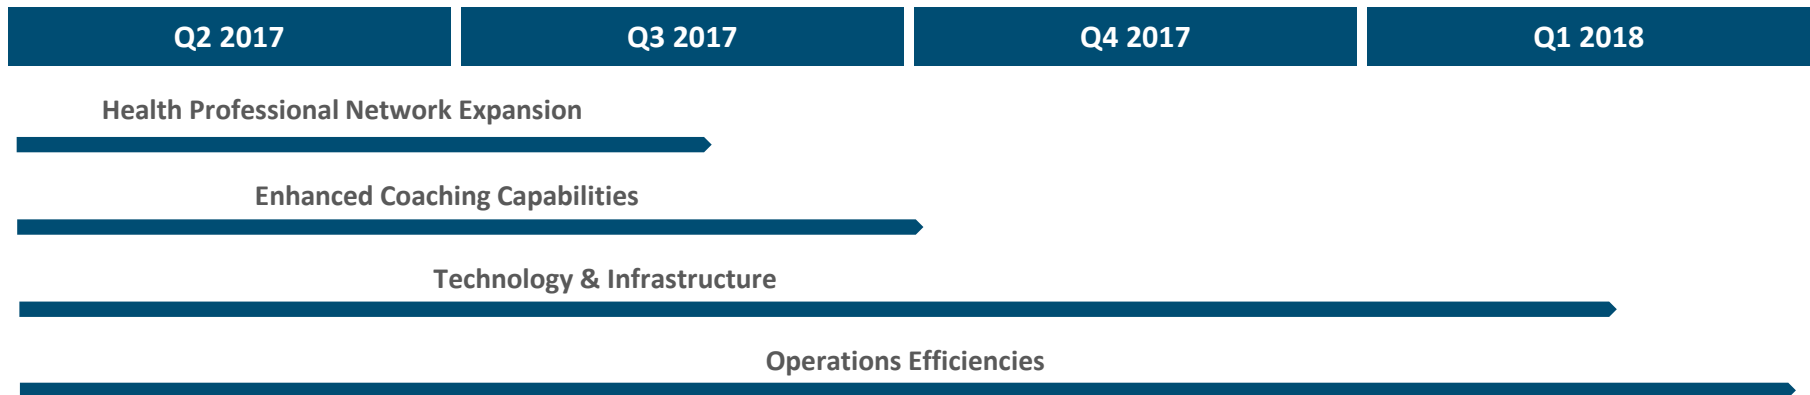 Q2 2017 Q3 2017 Q4 2017 Q1 2018
Health Professional Network Expansion
Enhanced Coaching Capabilities
Technology & Infrastructure
Operations Efficiencies